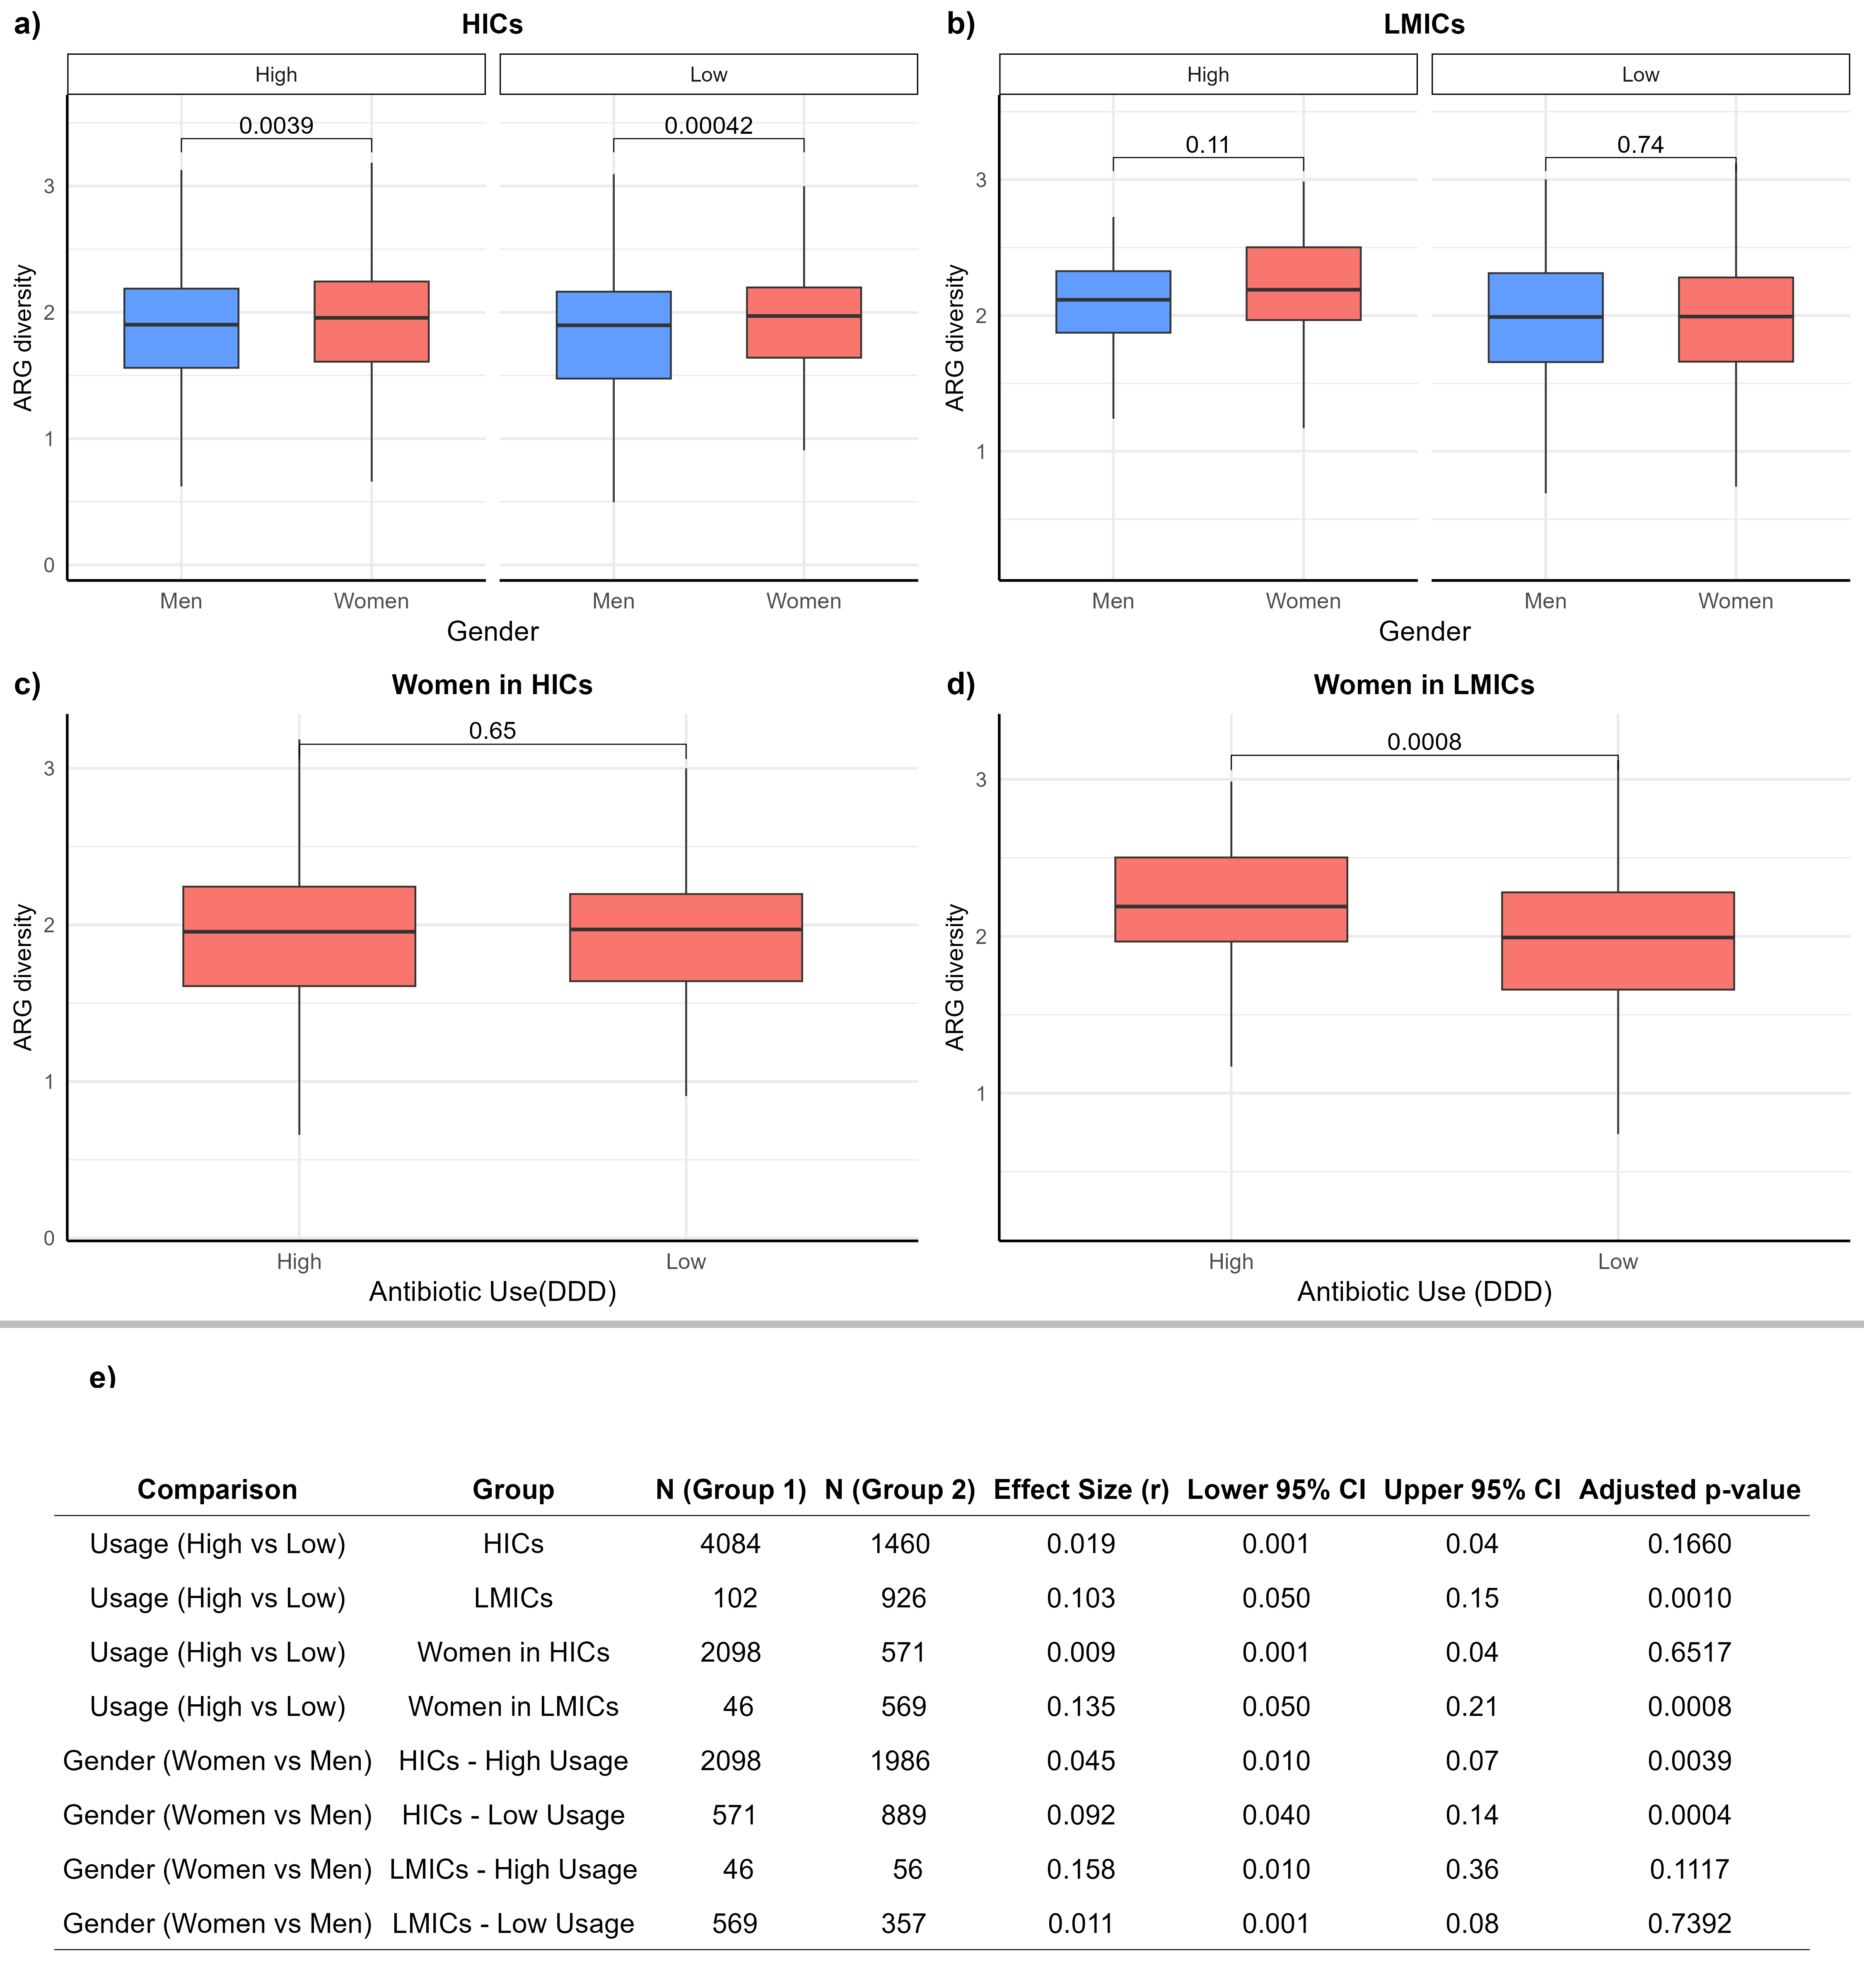 a) HICs
High Low
0.0039 0.00042
ARG diversity
3
2
1
0
Men Women Men Women
Gender
b) LMICs
High Low
0.11 0.74
ARG diversity
3
2
1
Men Women Men Women
Gender
c) Women in HICs
0.65
ARG diversity
3
2
1
0
High Low
Antibiotic Use(DDD)
d) Women in LMICs
0.0008
ARG diversity
3
2
1
High Low
Antibiotic Use (DDD)
e)
Comparison Group N (Group 1) N (Group 2) Effect Size (r) Lower 95% CI Upper 95% CI Adjusted p-value
Usage (High vs Low) HICs 4084 1460 0.019 0.001 0.04 0.1660
Usage (High vs Low) LMICs 102 926 0.103 0.050 0.15 0.0010
Usage (High vs Low) Women in HICs 2098 571 0.009 0.001 0.04 0.6517
Usage (High vs Low) Women in LMICs 46 569 0.135 0.050 0.21 0.0008
Gender (Women vs Men) HICs - High Usage 2098 1986 0.045 0.010 0.07 0.0039
Gender (Women vs Men) HICs - Low Usage 571 889 0.092 0.040 0.14 0.0004
Gender (Women vs Men) LMICs - High Usage 46 56 0.158 0.010 0.36 0.1117
Gender (Women vs Men) LMICs - Low Usage 569 357 0.011 0.001 0.08 0.7392